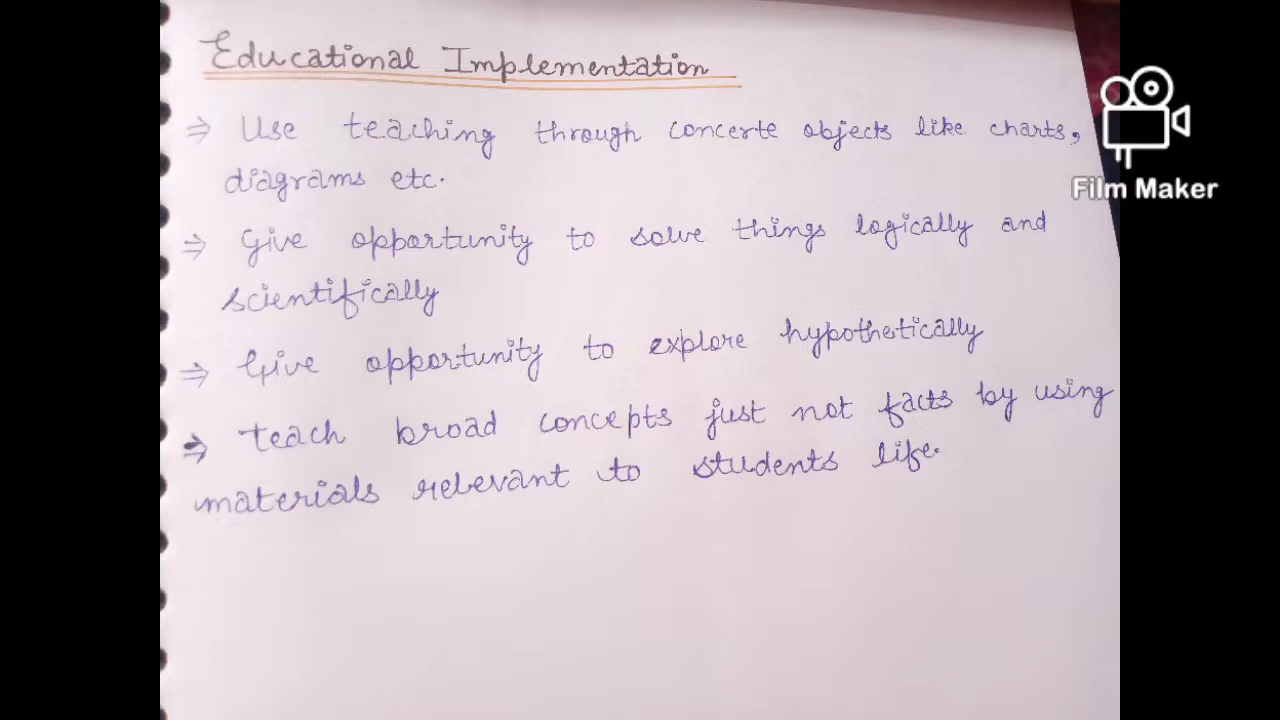 Educational Implementation
⇒ Use teaching through concerte objects like charts,
diagrams etc.
⇒ Give opportunity to solve things logically and
scientifically
⇒ Give opportunity to explore hypothetically
⇒ Teach broad concepts just not facts by using
materials relevant to students life.
Film Maker